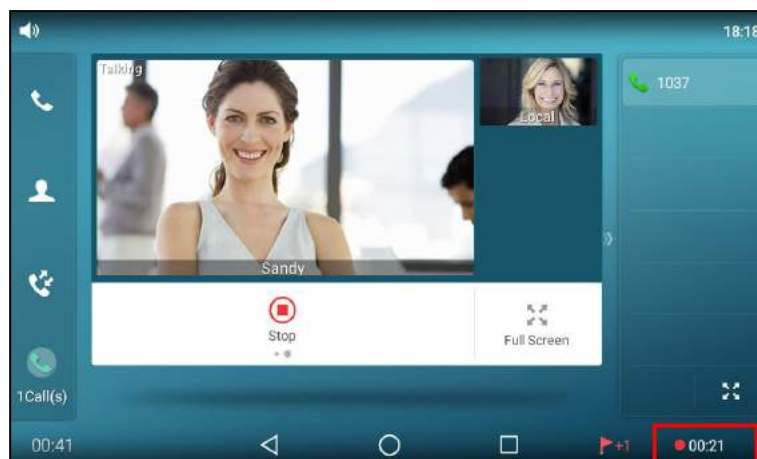 18:18
Talking
Local
1037
Sandy
Stop
Full Screen
1Call(s)
00:41
+1
00:21